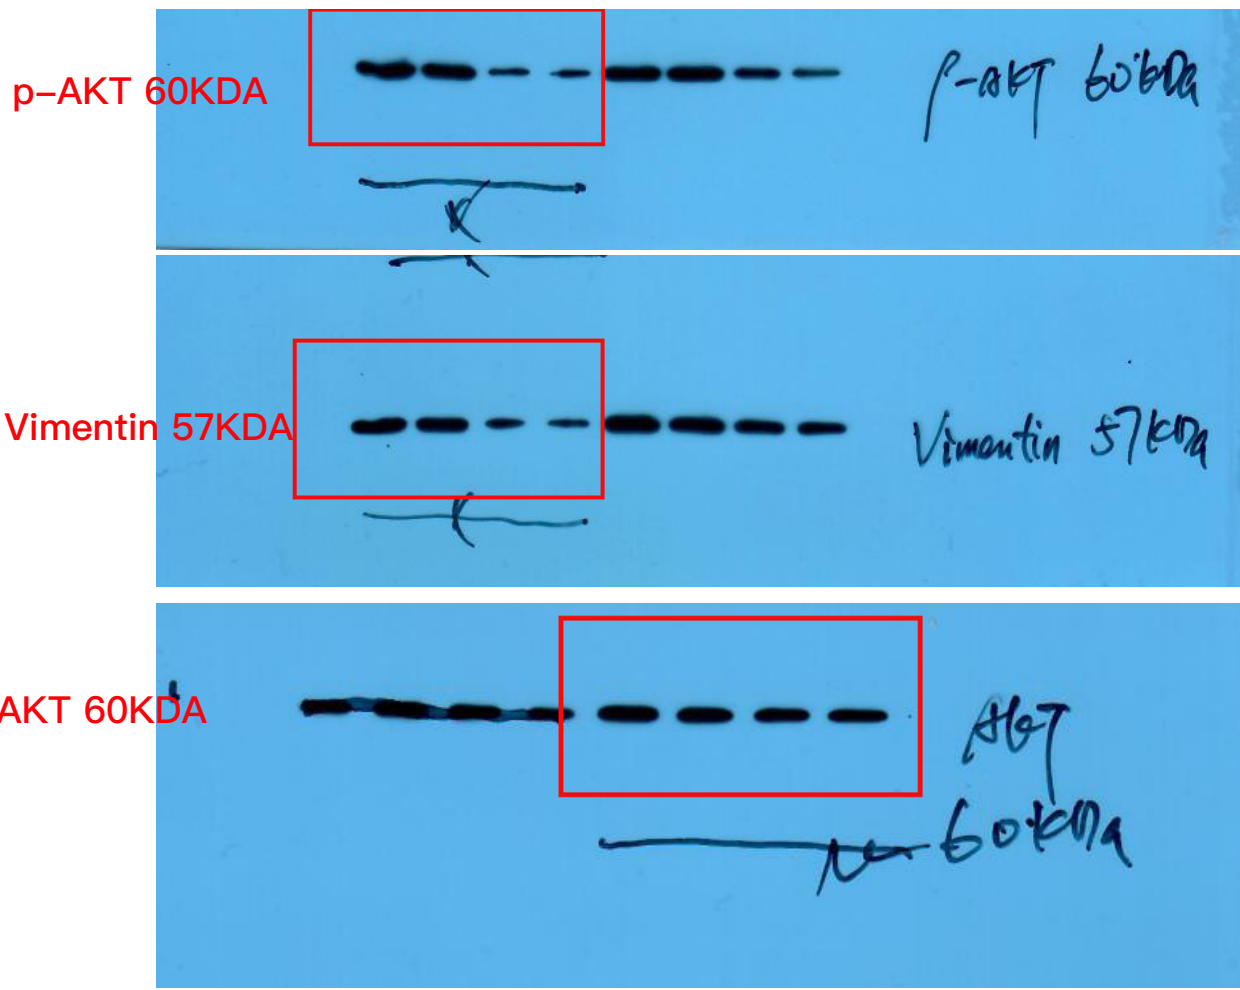 p-AKT 60KDA
p-AKT 60kDa
Vimentin 57KDA
Vimentin 57kDa
AKT 60KDA
AKT
60kDa